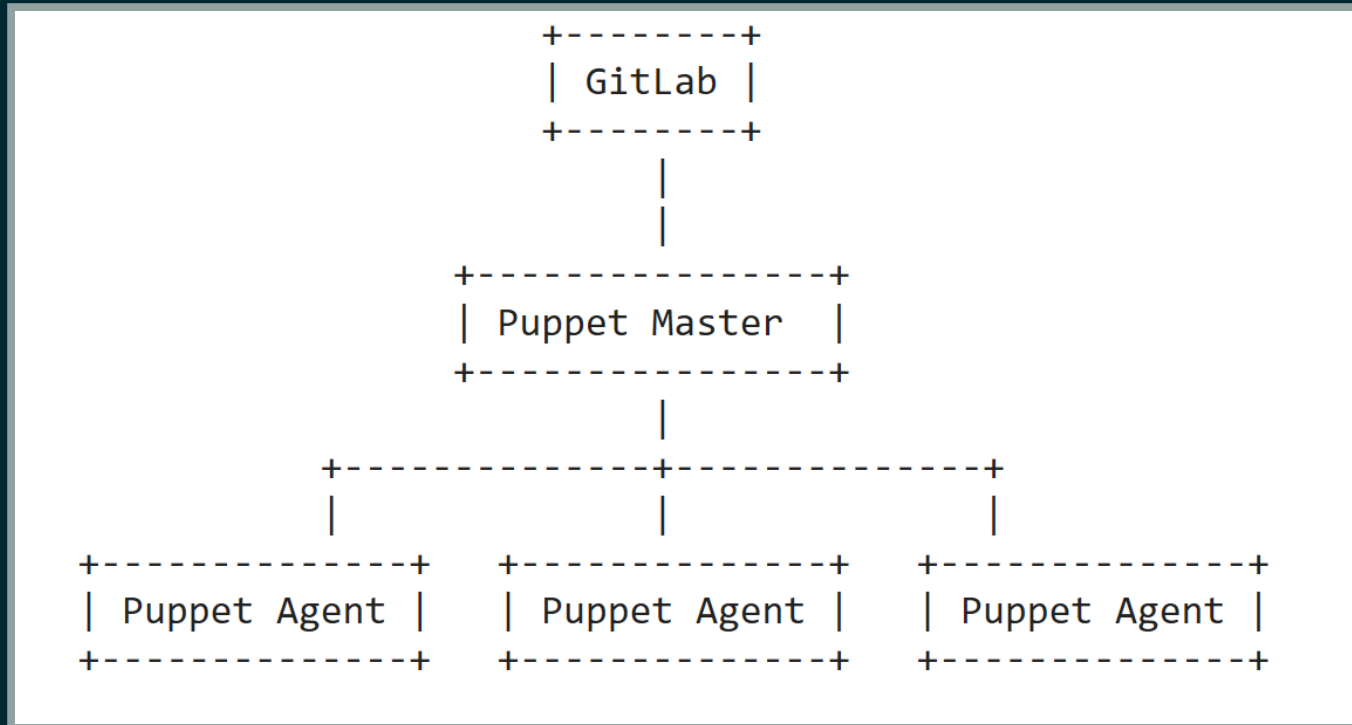 +--------+
| GitLab |
+--------+
|
|
+----------------+
| Puppet Master  |
+----------------+
|
+--------------+--------------+
| | |
+--------------+ +--------------+ +--------------+
| Puppet Agent | | Puppet Agent | | Puppet Agent |
+--------------+ +--------------+ +--------------+